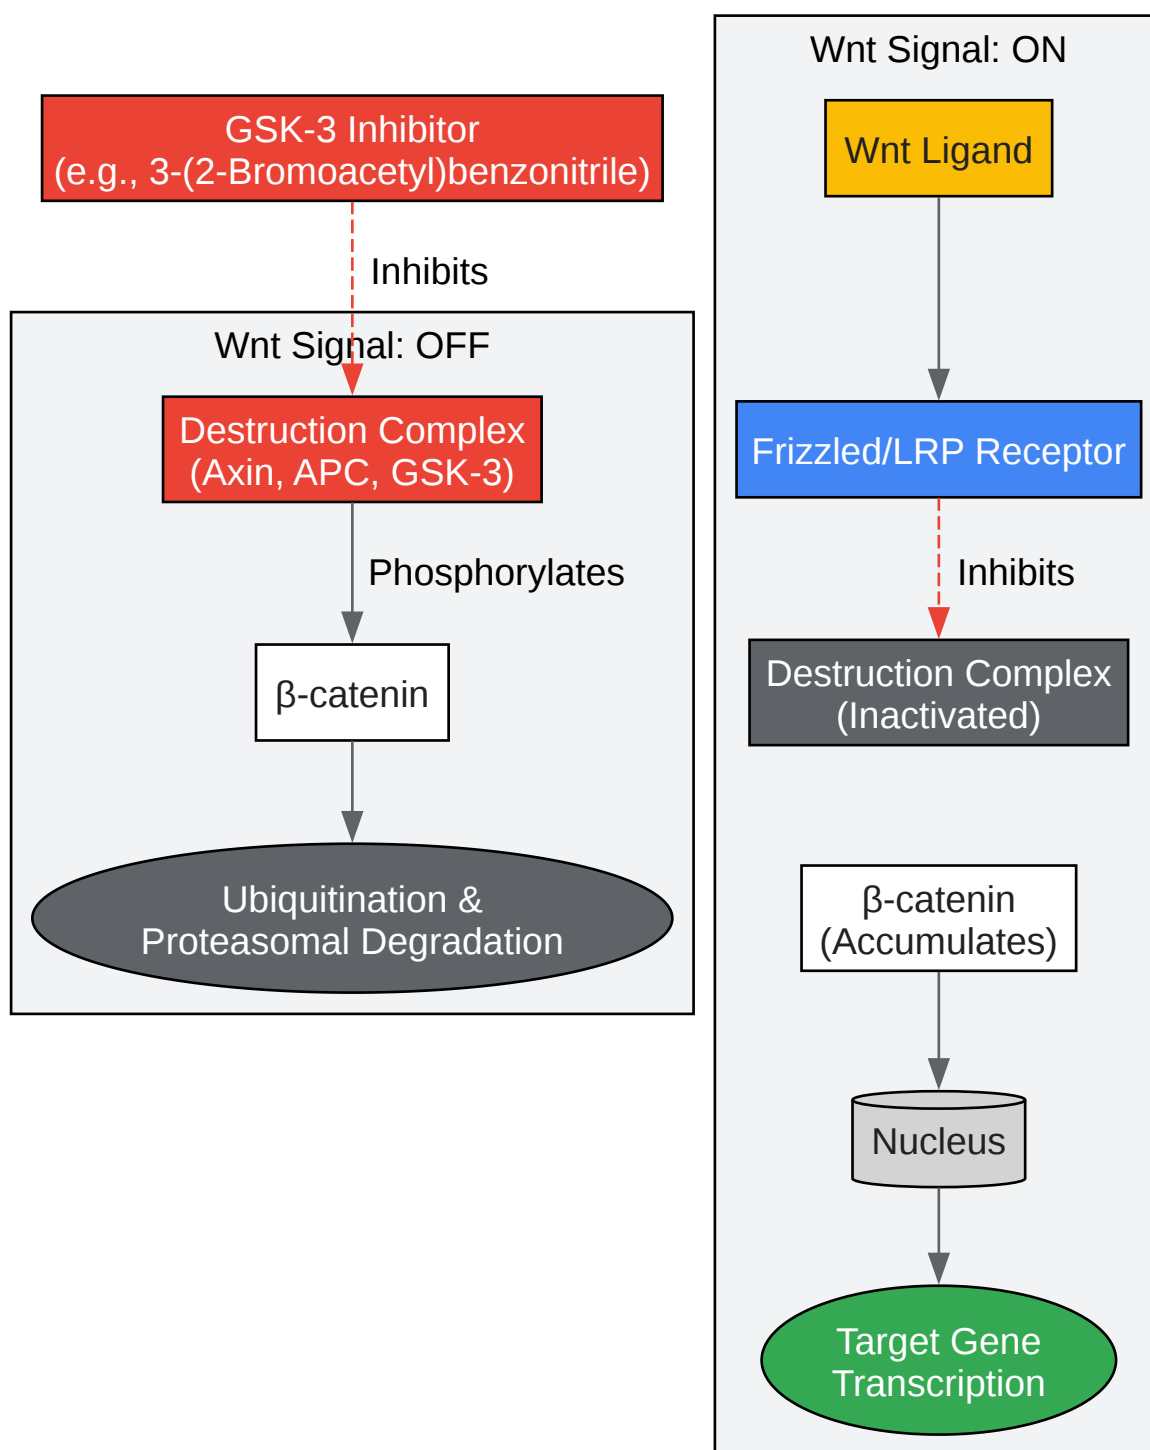 GSK-3 Inhibitor
(e.g., 3-(2-Bromoacetyl)benzonitrile)
Inhibits
Wnt Signal: OFF
Destruction Complex
(Axin, APC, GSK-3)
Phosphorylates
β-catenin
Ubiquitination &
Proteasomal Degradation
Wnt Signal: ON
Wnt Ligand
Frizzled/LRP Receptor
Inhibits
Destruction Complex
(Inactivated)
β-catenin
(Accumulates)
Nucleus
Target Gene
Transcription